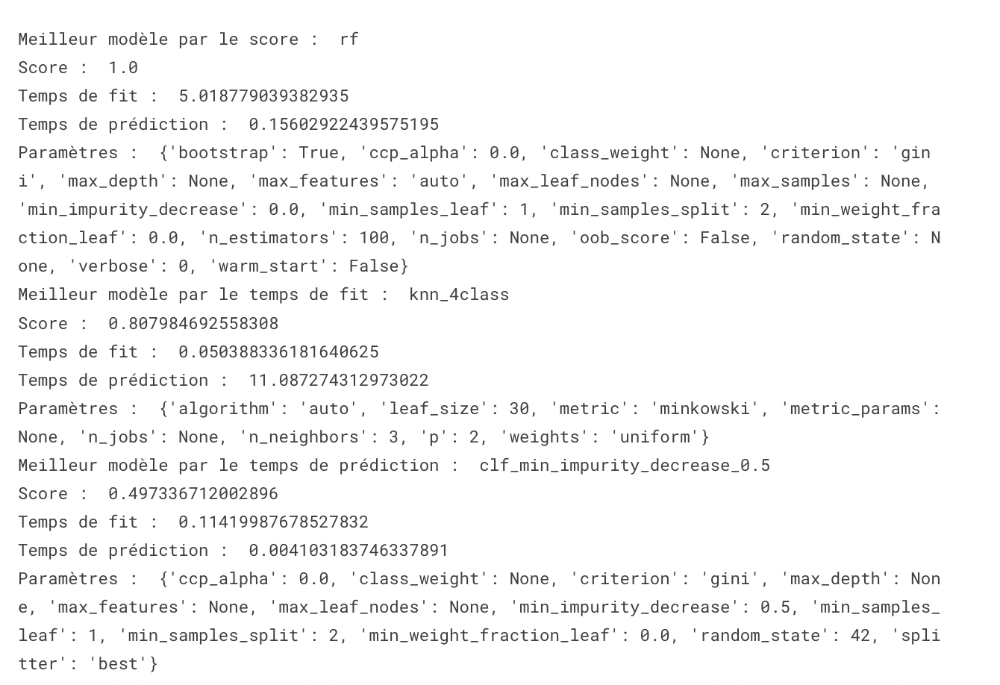 Meilleur modèle par le score :  rf
Score :  1.0
Temps de fit :  5.018779039382935
Temps de prédiction :  0.15602922439575195
Paramètres :  {'bootstrap': True, 'ccp_alpha': 0.0, 'class_weight': None, 'criterion': 'gin
i', 'max_depth': None, 'max_features': 'auto', 'max_leaf_nodes': None, 'max_samples': None,
'min_impurity_decrease': 0.0, 'min_samples_leaf': 1, 'min_samples_split': 2, 'min_weight_fra
ction_leaf': 0.0, 'n_estimators': 100, 'n_jobs': None, 'oob_score': False, 'random_state': N
one, 'verbose': 0, 'warm_start': False}
Meilleur modèle par le temps de fit :  knn_4class
Score :  0.807984692558308
Temps de fit :  0.050388336181640625
Temps de prédiction :  11.087274312973022
Paramètres :  {'algorithm': 'auto', 'leaf_size': 30, 'metric': 'minkowski', 'metric_params':
None, 'n_jobs': None, 'n_neighbors': 3, 'p': 2, 'weights': 'uniform'}
Meilleur modèle par le temps de prédiction :  clf_min_impurity_decrease_0.5
Score :  0.497336712002896
Temps de fit :  0.11419987678527832
Temps de prédiction :  0.004103183746337891
Paramètres :  {'ccp_alpha': 0.0, 'class_weight': None, 'criterion': 'gini', 'max_depth': Non
e, 'max_features': None, 'max_leaf_nodes': None, 'min_impurity_decrease': 0.5, 'min_samples_
leaf': 1, 'min_samples_split': 2, 'min_weight_fraction_leaf': 0.0, 'random_state': 42, 'spli
tter': 'best'}